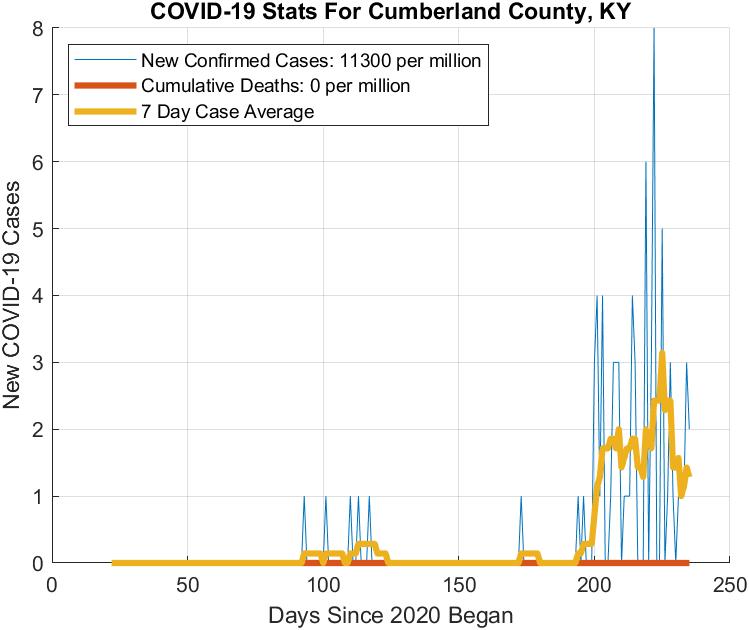 COVID-19 Stats For Cumberland County, KY
New Confirmed Cases: 11300 per million
Cumulative Deaths: 0 per million
7 Day Case Average
New COVID-19 Cases
8
7
6
5
4
3
2
1
0
0 50 100 150 200 250
Days Since 2020 Began